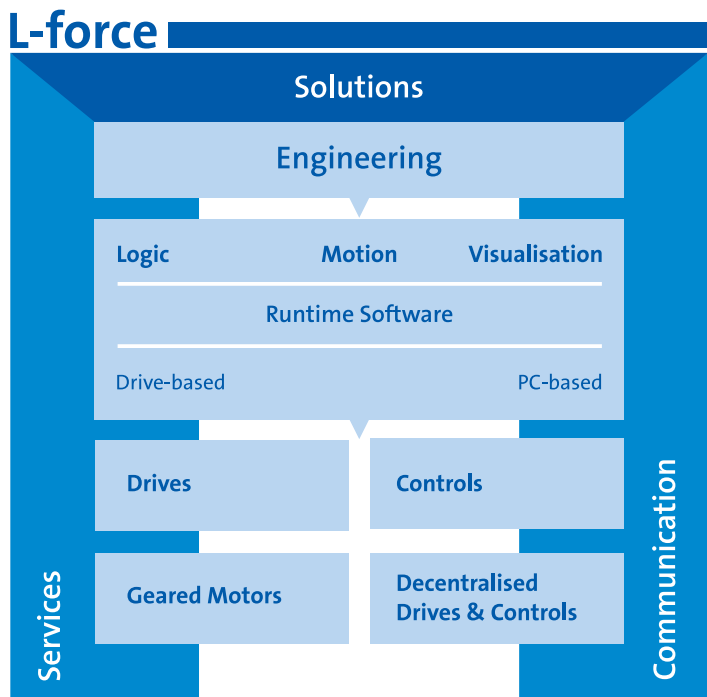 L-force
Solutions
Engineering
Logic Motion Visualisation
Runtime Software
Drive-based PC-based
Drives Controls
Geared Motors
Decentralised
Drives & Controls
Services
Communication